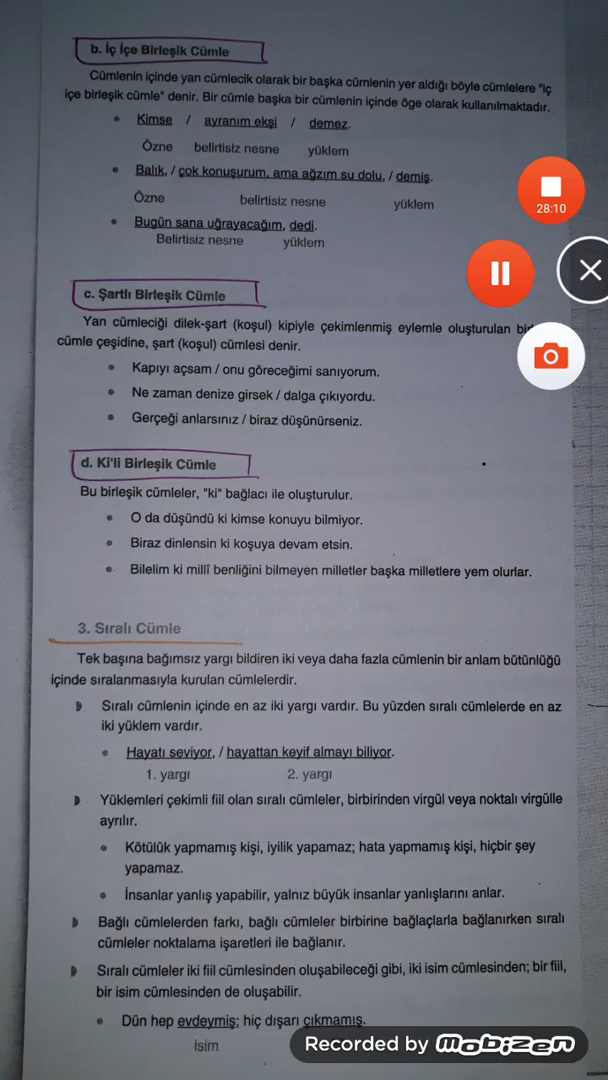 b. İç İçe Birleşik Cümle
Cümlenin içinde yan cümlecik olarak bir başka cümlenin yer aldığı böyle cümlelere "iç
içe birleşik cümle" denir. Bir cümle başka bir cümlenin içinde öge olarak kullanılmaktadır.
• Kimse / ayranım ekşi / demez.
Özne belirtisiz nesne yüklem
• Balık, / çok konuşurum, ama ağzım su dolu, / demiş.
Özne belirtisiz nesne yüklem
• Bugün sana uğrayacağım, dedi.
Belirtisiz nesne yüklem
28:10
c. Şartlı Birleşik Cümle
Yan cümleciği dilek-şart (koşul) kipiyle çekimlenmiş eylemle oluşturulan
cümle çeşidine, şart (koşul) cümlesi denir.
• Kapıyı açsam / onu göreceğimi sanıyorum.
• Ne zaman denize girsek / dalga çıkıyordu.
• Gerçeği anlarsınız / biraz düşünürseniz.
d. Ki'li Birleşik Cümle
Bu birleşik cümleler, "ki" bağlacı ile oluşturulur.
• O da düşündü ki kimse konuyu bilmiyor.
• Biraz dinlensin ki koşuya devam etsin.
• Bilelim ki millî benliğini bilmeyen milletler başka milletlere yem olurlar.
3. Sıralı Cümle
Tek başına bağımsız yargı bildiren iki veya daha fazla cümlenin bir anlam bütünlüğü
içinde sıralanmasıyla kurulan cümlelerdir.
Sıralı cümlenin içinde en az iki yargı vardır. Bu yüzden sıralı cümlelerde en az
iki yüklem vardır.
• Hayatı seviyor, / hayattan keyif almayı biliyor.
1. yargı 2. yargı
Yüklemleri çekimli fiil olan sıralı cümleler, birbirinden virgül veya noktalı virgülle
ayrılır.
• Kötülük yapmamış kişi, iyilik yapamaz; hata yapmamış kişi, hiçbir şey
yapamaz.
• İnsanlar yanlış yapabilir, yalnız büyük insanlar yanlışlarını anlar.
Bağlı cümlelerden farkı, bağlı cümleler birbirine bağlaçlarla bağlanırken sıralı
cümleler noktalama işaretleri ile bağlanır.
Sıralı cümleler iki fiil cümlesinden oluşabileceği gibi, iki isim cümlesinden; bir fiil,
bir isim cümlesinden de oluşabilir.
• Dün hep evdeymiş; hiç dışarı çıkmamış.
İsim
Recorded by mobizen